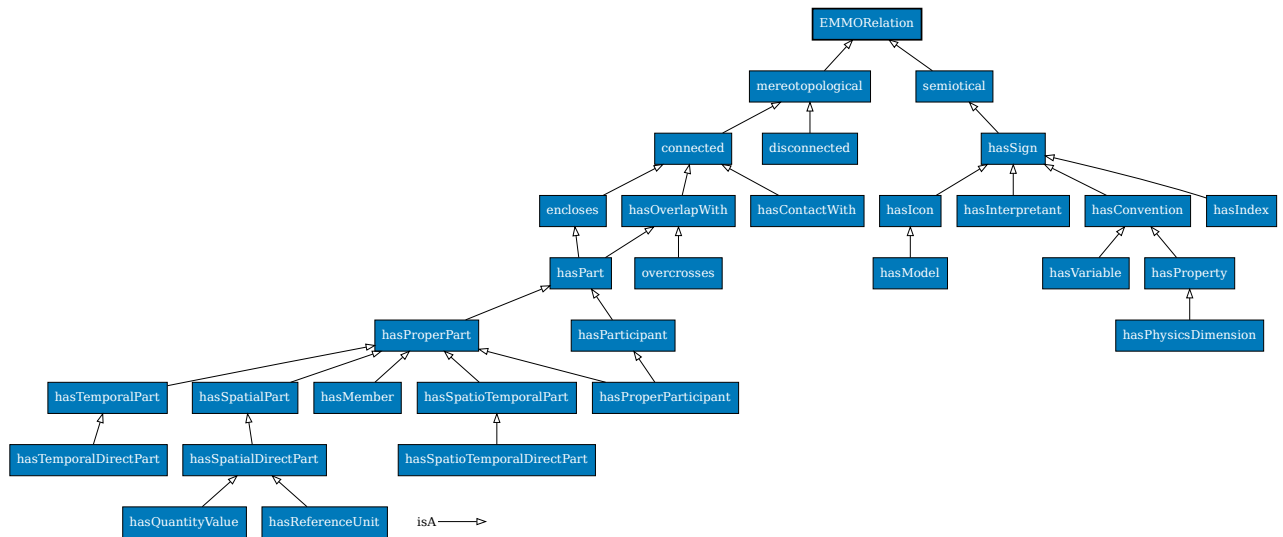 EMMORelation
mereotopological
semiotical
connected
disconnected
hasSign
encloses
hasOverlapWith
hasContactWith
hasIcon
hasInterpretant
hasConvention
hasIndex
hasPart
overcrosses
hasModel
hasVariable
hasProperty
hasProperPart
hasParticipant
hasPhysicsDimension
hasTemporalPart
hasSpatialPart
hasMember
hasSpatioTemporalPart
hasProperParticipant
hasTemporalDirectPart
hasSpatialDirectPart
hasSpatioTemporalDirectPart
hasQuantityValue
hasReferenceUnit
isA